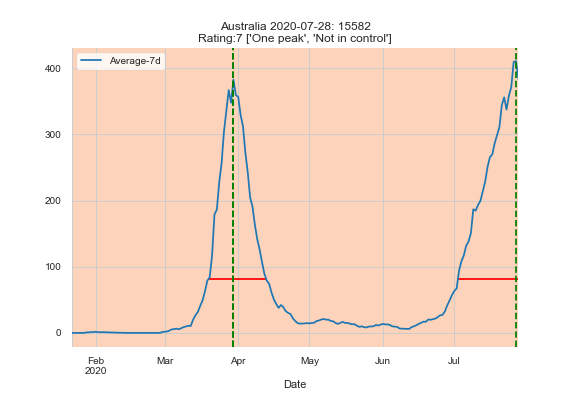 Australia 2020-07-28: 15582
Rating:7 ['One peak', 'Not in control']
Average-7d
400
300
200
100
0
Feb
2020
Mar
Apr
May
Jun
Jul
Date